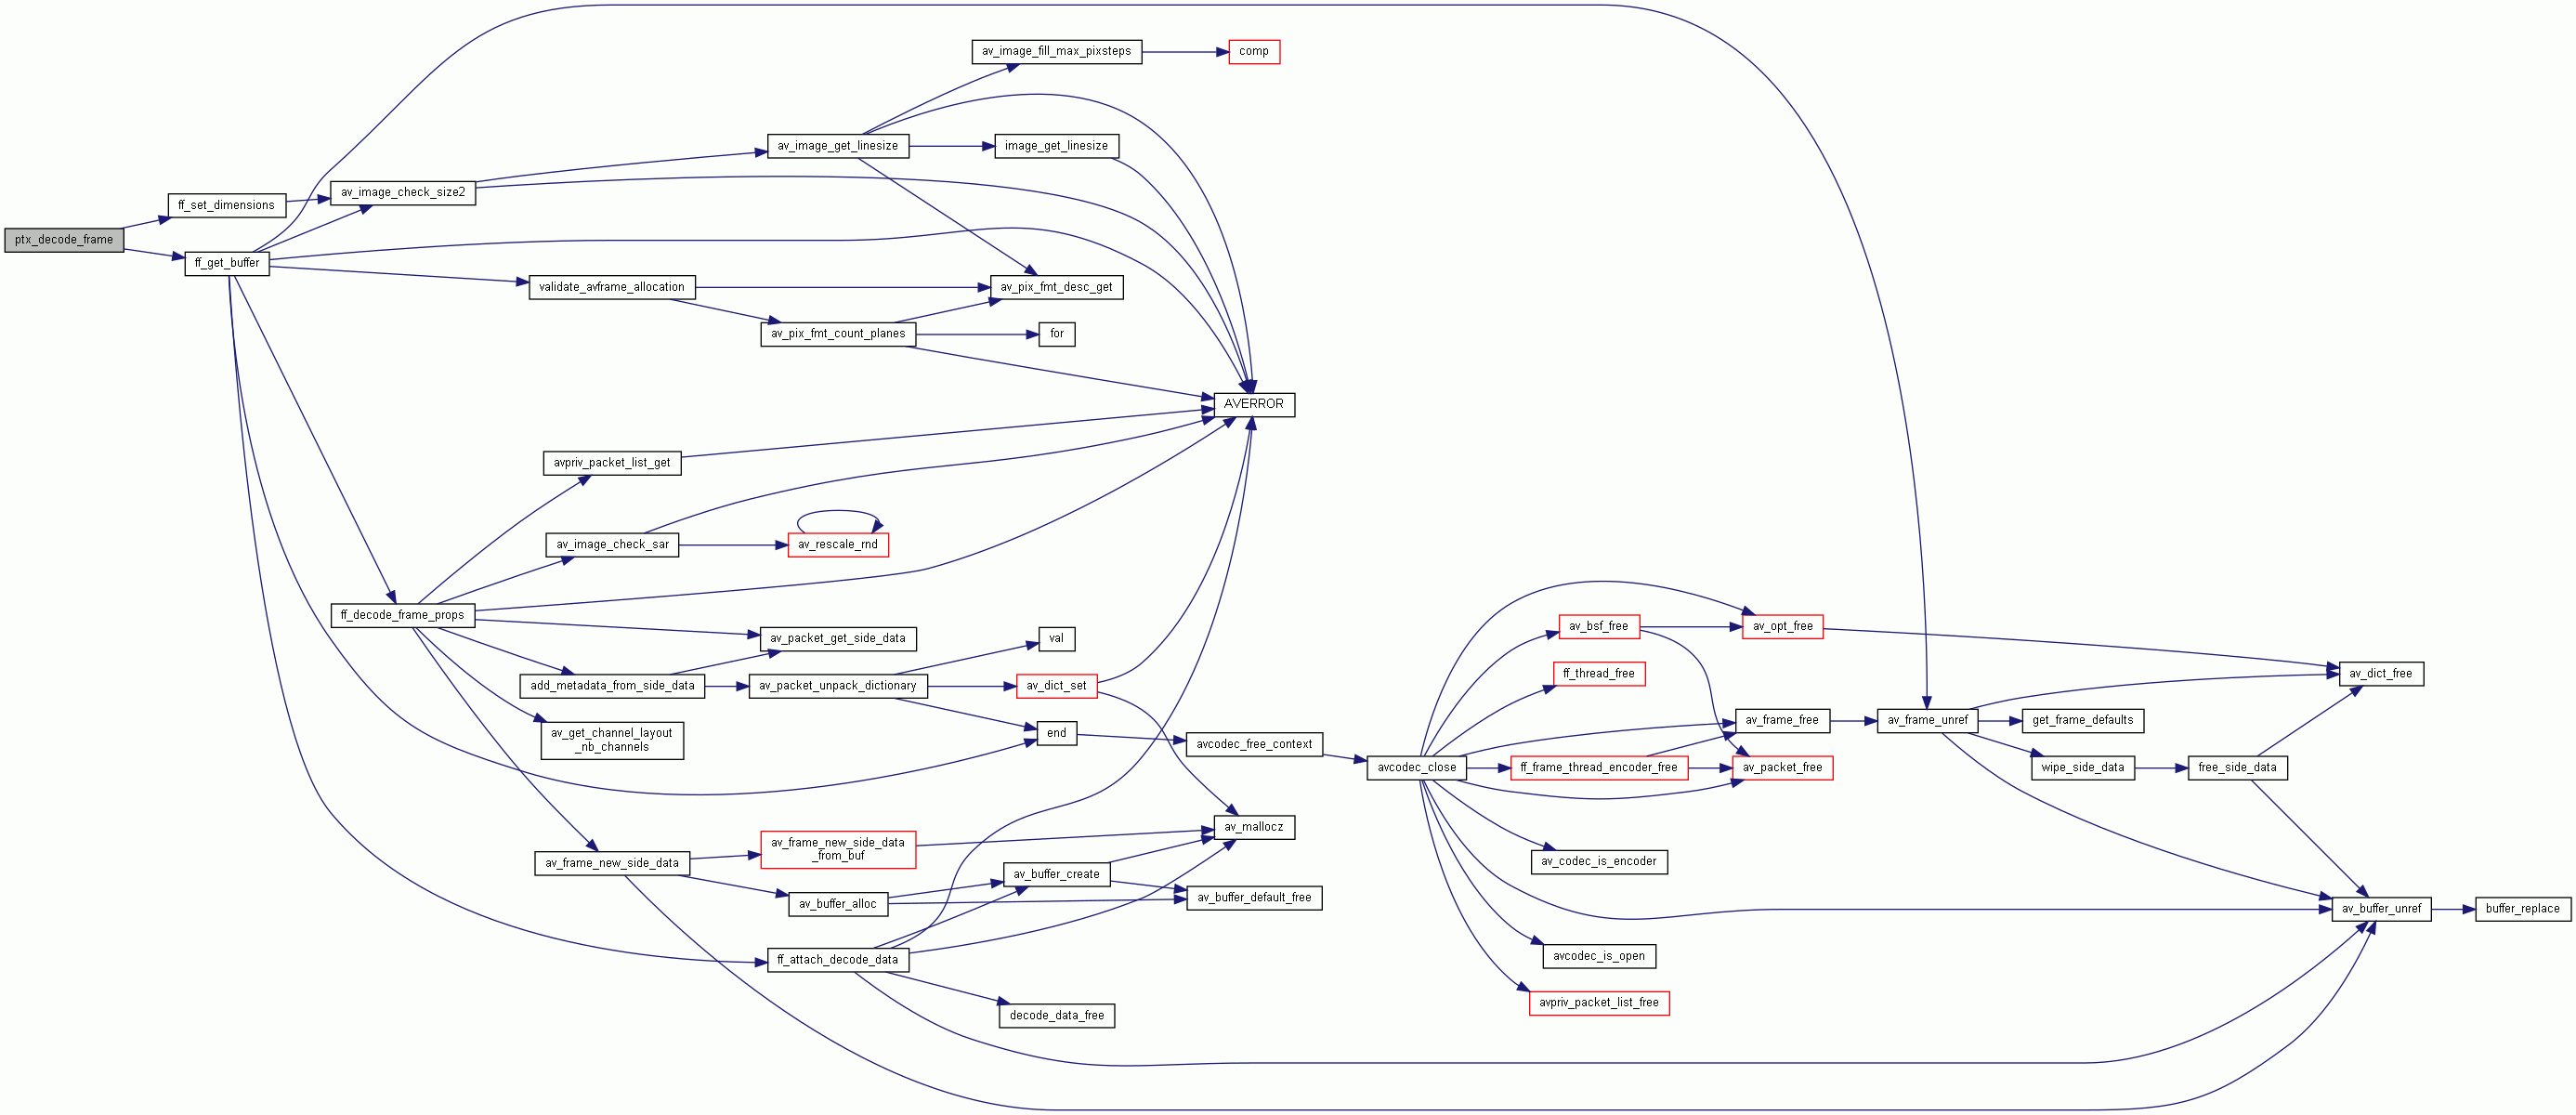 ptx_decode_frame
ff_set_dimensions
ff_get_buffer
av_image_check_size2
av_image_get_linesize
av_image_fill_max_pixsteps
comp
image_get_linesize
validate_avframe_allocation
av_pix_fmt_desc_get
av_pix_fmt_count_planes
for
AVERROR
avpriv_packet_list_get
av_image_check_sar
av_rescale_rnd
ff_decode_frame_props
av_packet_get_side_data
val
add_metadata_from_side_data
av_packet_unpack_dictionary
av_dict_set
av_get_channel_layout
_nb_channels
end
avcodec_free_context
av_mallocz
av_frame_new_side_data
av_frame_new_side_data
_from_buf
av_buffer_create
av_buffer_alloc
av_buffer_default_free
ff_attach_decode_data
decode_data_free
avcodec_close
av_bsf_free
av_opt_free
ff_thread_free
av_frame_free
ff_frame_thread_encoder_free
av_packet_free
av_codec_is_encoder
avcodec_is_open
avpriv_packet_list_free
av_frame_unref
av_dict_free
get_frame_defaults
wipe_side_data
free_side_data
av_buffer_unref
buffer_replace